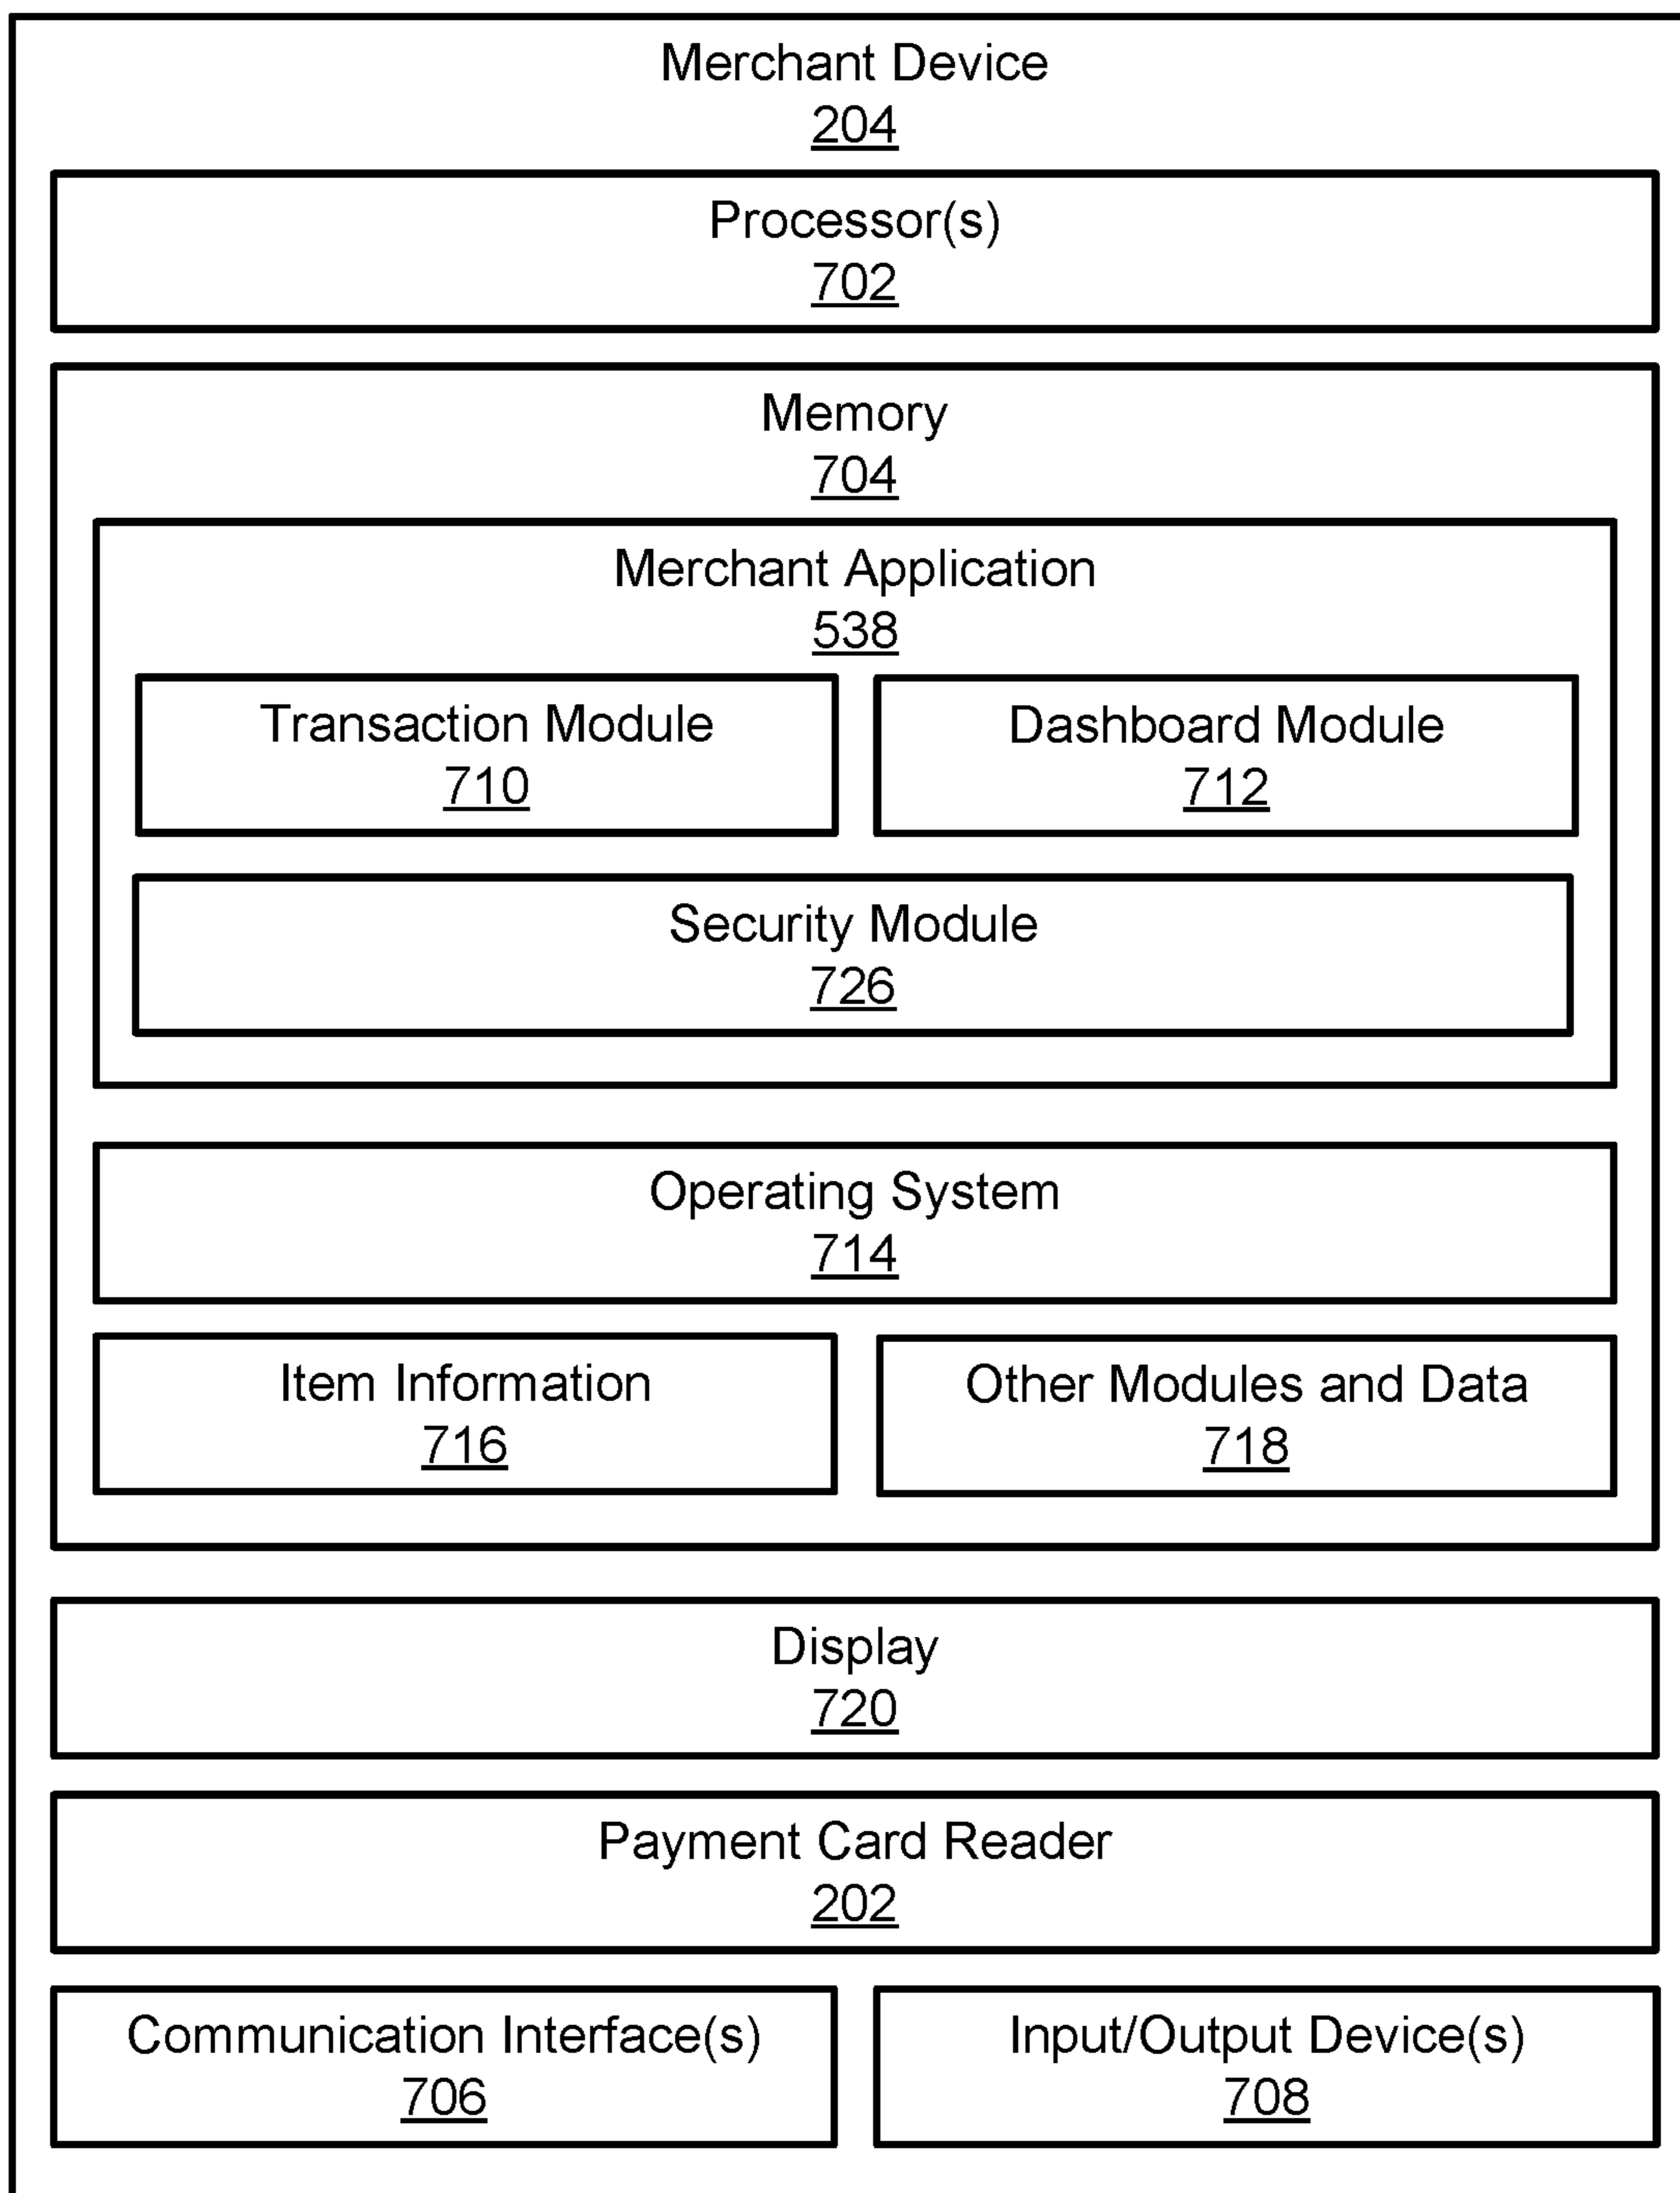 Merchant Device
204
Processor(s)
702
Memory
704
Merchant Application
538
Transaction Module
710
Dashboard Module
712
Security Module
726
Operating System
714
Item Information
716
Other Modules and Data
718
Display
720
Payment Card Reader
202
Communication Interface(s)
706
Input/Output Device(s)
708